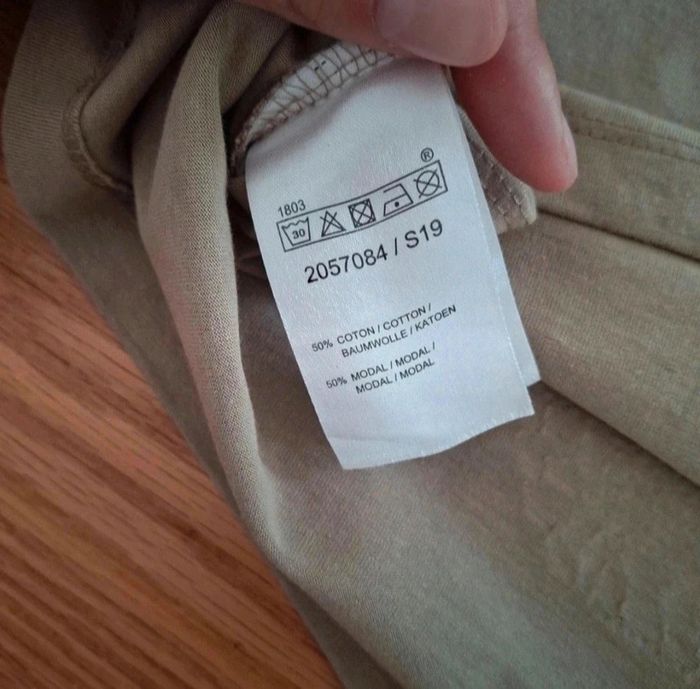 ®
1803
30
2057084 / S19
50% COTON / COTTON /
BAUMWOLLE / KATOEN
50% MODAL / MODAL /
MODAL / MODAL